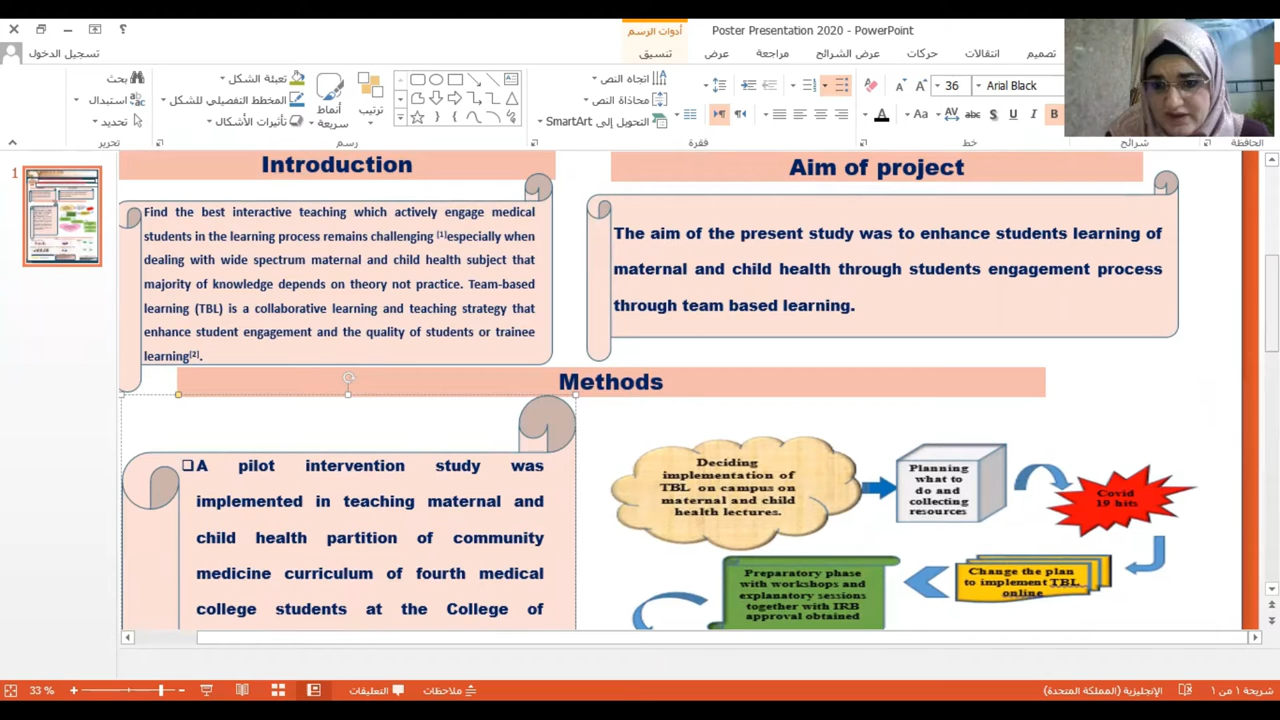 Poster Presentation 2020 - PowerPoint
أدوات الرسم
تسجيل الدخول
تصميم
انتقالات
حركات
عرض الشرائح
مراجعة
عرض
تنسيق
Arial Black
36
اتجاه النص
محاذاة النص
التحويل إلى SmartArt
ترتيب
أنماط
سريعة
تعبئة الشكل
المخطط التفصيلي للشكل
تأثيرات الأشكال
بحث
استبدال
تحديد
الحافظة
شرائح
خط
فقرة
رسم
تحرير
1
Introduction
Find the best interactive teaching which actively engage medical
students in the learning process remains challenging [1]especially when
dealing with wide spectrum maternal and child health subject that
majority of knowledge depends on theory not practice. Team-based
learning (TBL) is a collaborative learning and teaching strategy that
enhance student engagement and the quality of students or trainee
learning[2].
Aim of project
The aim of the present study was to enhance students learning of
maternal and child health through students engagement process
through team based learning.
Methods
❑A pilot intervention study was
implemented in teaching maternal and
child health partition of community
medicine curriculum of fourth medical
college students at the College of
Deciding
implementation of
TBL on campus on
maternal and child
health lectures.
Planning
what to
do and
collecting
resources
Covid
19 hits
Change the plan
to implement TBL
online
Preparatory phase
with workshops and
explanatory sessions
together with IRB
approval obtained
33 %
التعليقات
ملاحظات
الإنجليزية (المملكة المتحدة)
شريحة ١ من ١